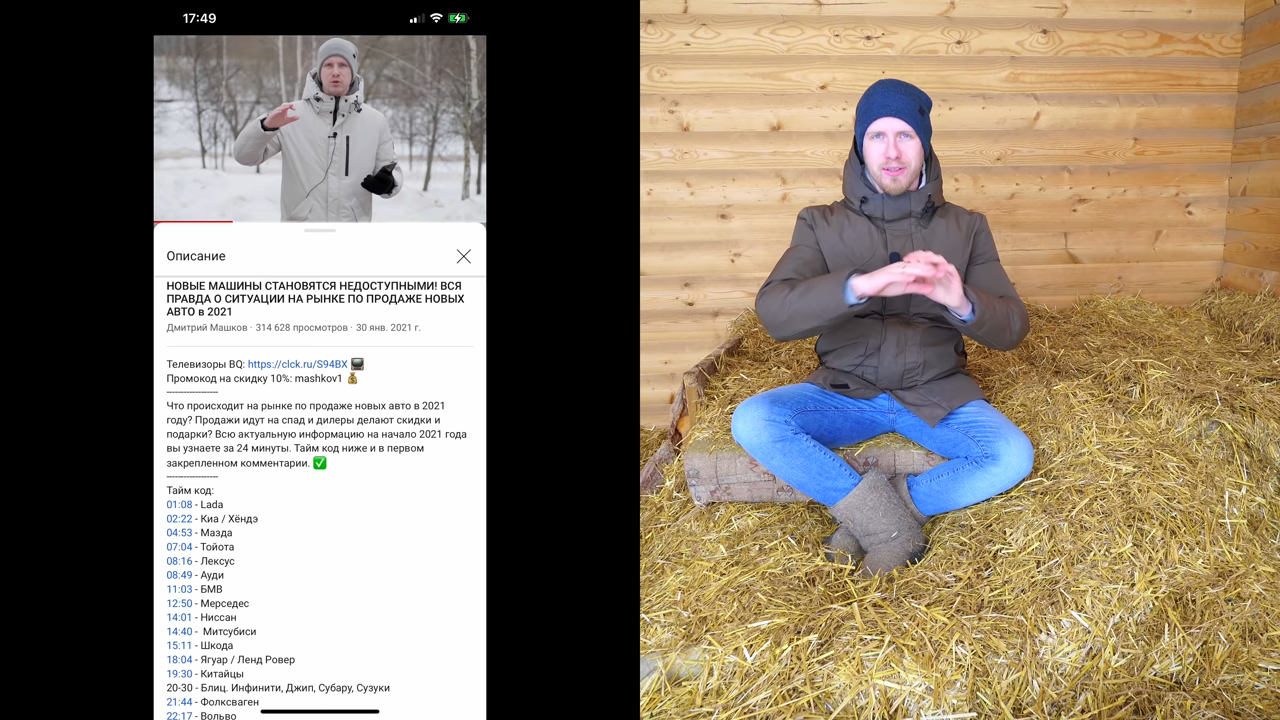 17:49
Описание
НОВЫЕ МАШИНЫ СТАНОВЯТСЯ НЕДОСТУПНЫМИ! ВСЯ
ПРАВДА О СИТУАЦИИ НА РЫНКЕ ПО ПРОДАЖЕ НОВЫХ
АВТО в 2021
Дмитрий Машков · 314 628 просмотров · 30 янв. 2021 г.
Телевизоры BQ: https://clck.ru/S94BX 📺
Промокод на скидку 10%: mashkov1 💰
------------------
Что происходит на рынке по продаже новых авто в 2021
году? Продажи идут на спад и дилеры делают скидки и
подарки? Всю актуальную информацию на начало 2021 года
вы узнаете за 24 минуты. Тайм код ниже и в первом
закрепленном комментарии. ✅
------------------
Тайм код:
01:08 - Lada
02:22 - Киа / Хёндэ
04:53 - Мазда
07:04 - Тойота
08:16 - Лексус
08:49 - Ауди
11:03 - БМВ
12:50 - Мерседес
14:01 - Ниссан
14:40 - Митсубиси
15:11 - Шкода
18:04 - Ягуар / Ленд Ровер
19:30 - Китайцы
20-30 - Блиц. Инфинити, Джип, Субару, Сузуки
21:44 - Фолксваген
22:17 - Вольво